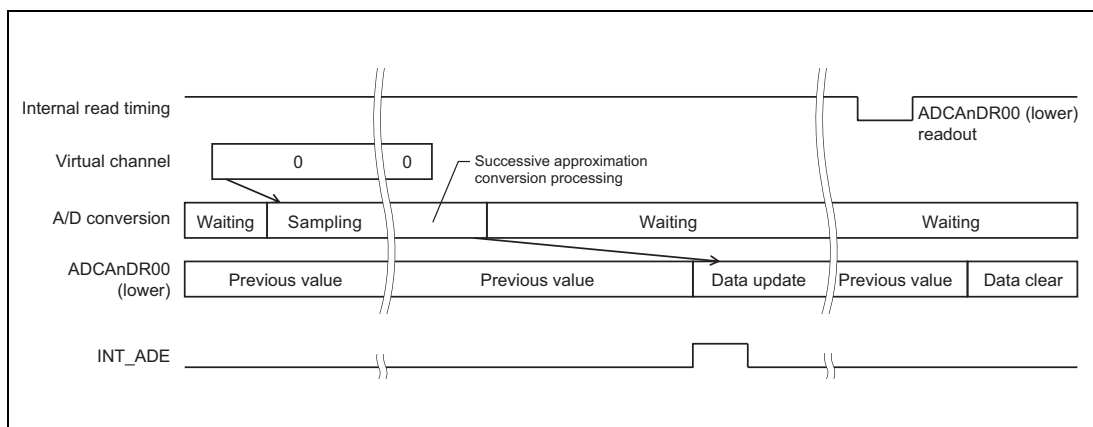 Internal read timing
ADCAnDR00 (lower)
readout
Virtual channel
0
0
Successive approximation
conversion processing
A/D conversion
Waiting
Sampling
Waiting
Waiting
ADCAnDR00
(lower)
Previous value
Previous value
Data update
Previous value
Data clear
INT_ADE